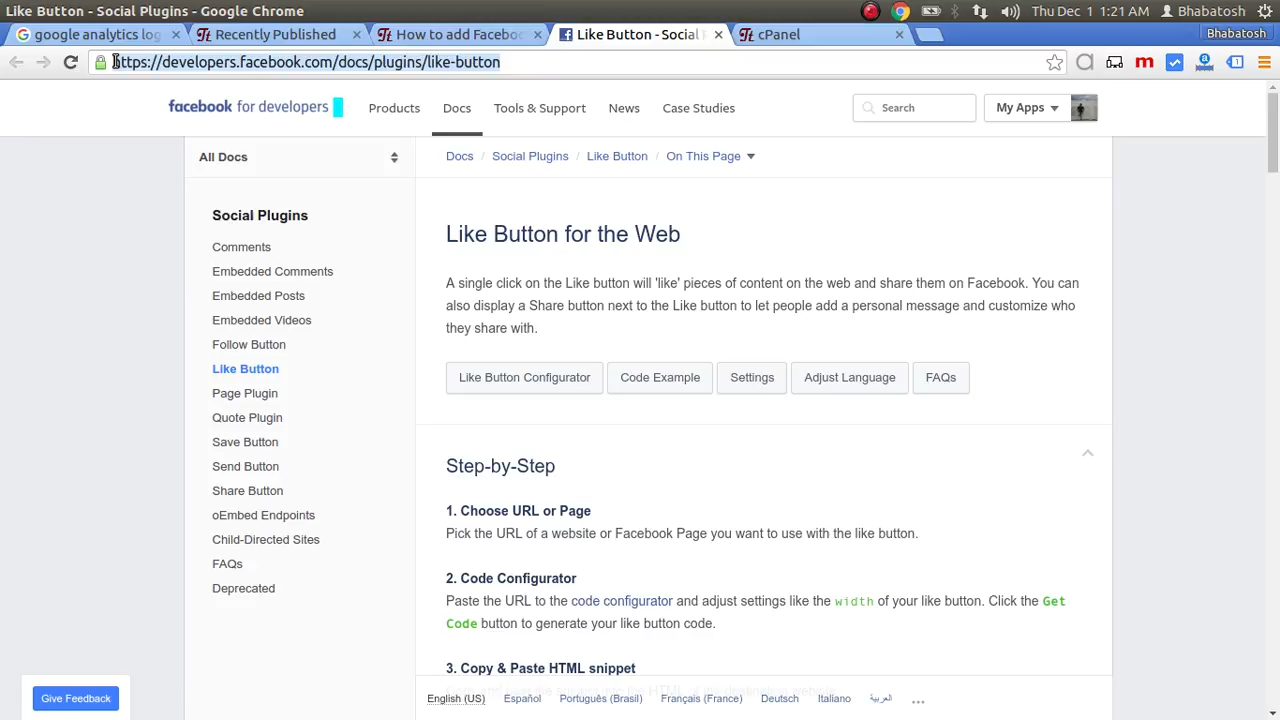 Like Button - Social Plugins - Google Chrome
Thu Dec 1 1:21 AM
Bhabatosh
google analytics log
Recently Published
How to add Faceboo
Like Button - Social
cPanel
Bhabatosh
https://developers.facebook.com/docs/plugins/like-button
facebook for developers
Products
Docs
Tools & Support
News
Case Studies
Search
My Apps
All Docs
Docs / Social Plugins / Like Button / On This Page
Social Plugins
Comments
Embedded Comments
Embedded Posts
Embedded Videos
Follow Button
Like Button
Page Plugin
Quote Plugin
Save Button
Send Button
Share Button
oEmbed Endpoints
Child-Directed Sites
FAQs
Deprecated
Like Button for the Web
A single click on the Like button will 'like' pieces of content on the web and share them on Facebook. You can
also display a Share button next to the Like button to let people add a personal message and customize who
they share with.
Like Button Configurator
Code Example
Settings
Adjust Language
FAQs
Step-by-Step
1. Choose URL or Page
Pick the URL of a website or Facebook Page you want to use with the like button.
2. Code Configurator
Paste the URL to the code configurator and adjust settings like the width of your like button. Click the Get
Code button to generate your like button code.
3. Copy & Paste HTML snippet
Give Feedback
English (US)
Español
Português (Brasil)
Français (France)
Deutsch
Italiano
العربية
...